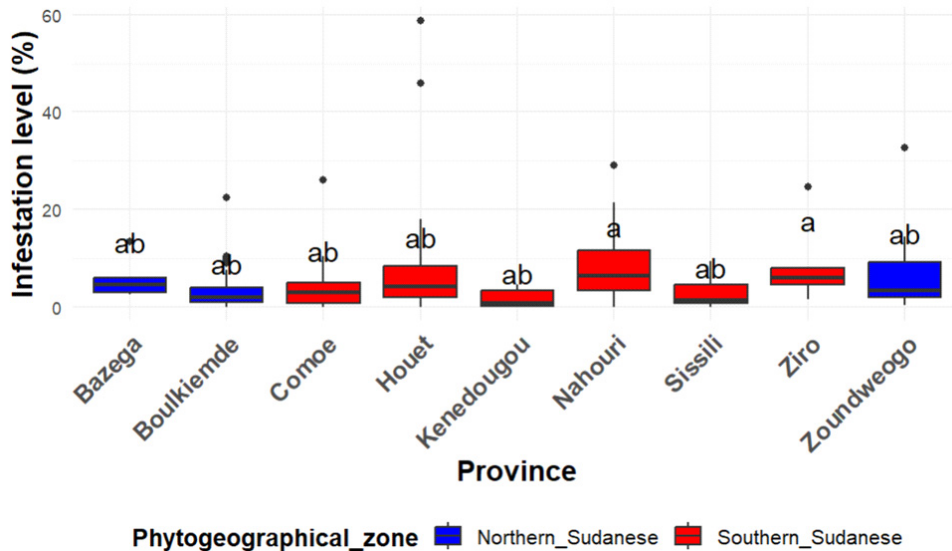 Infestation level (%)
60
40
20
0
ab
ab
ab
ab
ab
a
ab
a
ab
Bazega
Boulkiemde
Comoe
Houet
Kenedougou
Nahouri
Sissili
Ziro
Zoundweogo
Province
Phytogeographical_zone Northern_Sudanese Southern_Sudanese